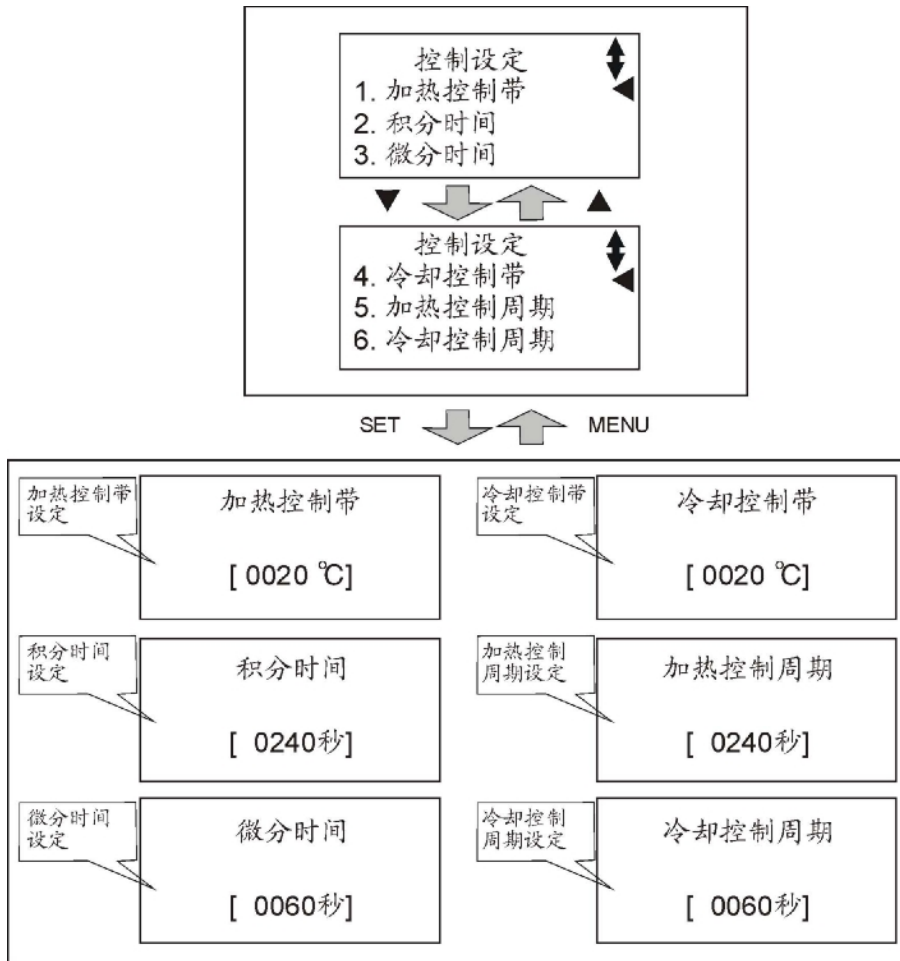 控制设定
1. 加热控制带
2. 积分时间
3. 微分时间
▼ ▲
控制设定
4. 冷却控制带
5. 加热控制周期
6. 冷却控制周期
SET MENU
加热控制带
设定
加热控制带
[ 0020 ℃]
冷却控制带
设定
冷却控制带
[ 0020 ℃]
积分时间
设定
积分时间
[ 0240秒]
加热控制
周期设定
加热控制周期
[ 0240秒]
微分时间
设定
微分时间
[ 0060秒]
冷却控制
周期设定
冷却控制周期
[ 0060秒]